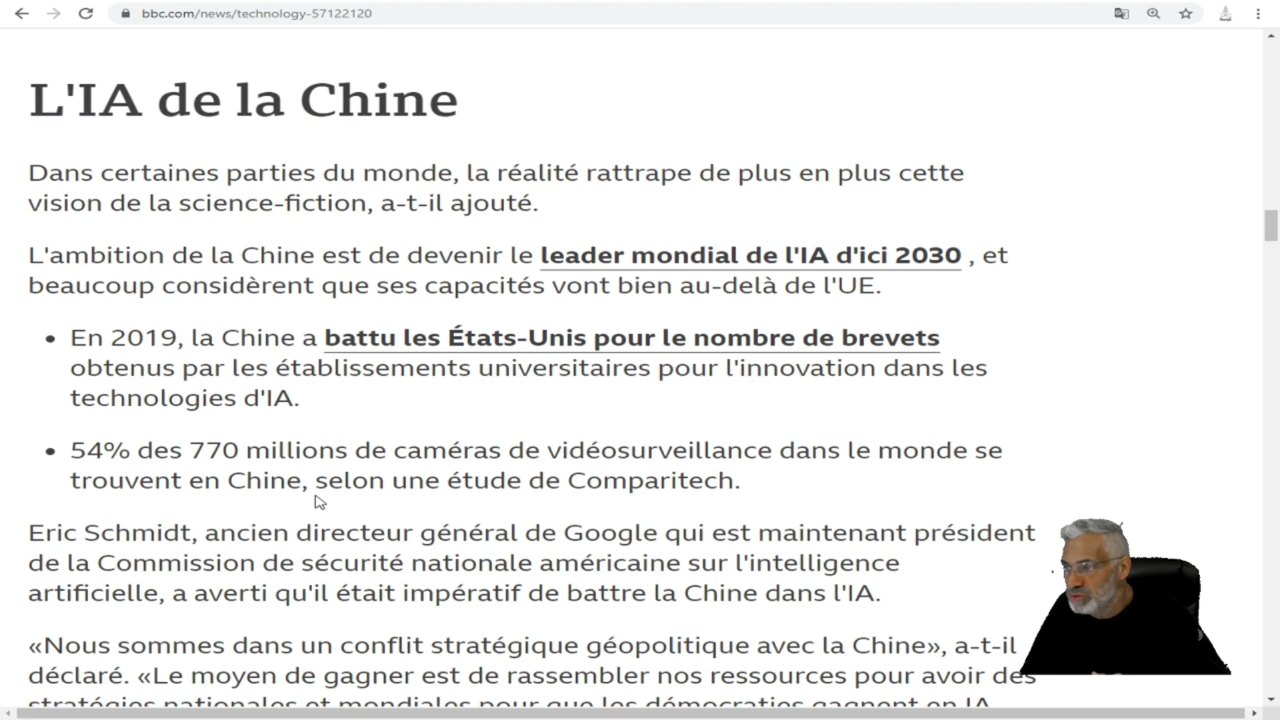 bbc.com/news/technology-57122120
L'IA de la Chine
Dans certaines parties du monde, la réalité rattrape de plus en plus cette
vision de la science-fiction, a-t-il ajouté.
L'ambition de la Chine est de devenir le leader mondial de l'IA d'ici 2030 , et
beaucoup considèrent que ses capacités vont bien au-delà de l'UE.
• En 2019, la Chine a battu les États-Unis pour le nombre de brevets
obtenus par les établissements universitaires pour l'innovation dans les
technologies d'IA.
• 54% des 770 millions de caméras de vidéosurveillance dans le monde se
trouvent en Chine, selon une étude de Comparitech.
Eric Schmidt, ancien directeur général de Google qui est maintenant président
de la Commission de sécurité nationale américaine sur l'intelligence
artificielle, a averti qu'il était impératif de battre la Chine dans l'IA.
«Nous sommes dans un conflit stratégique géopolitique avec la Chine», a-t-il
déclaré. «Le moyen de gagner est de rassembler nos ressources pour avoir des
stratégies nationales et mondiales pour que les démocraties gagnent en IA